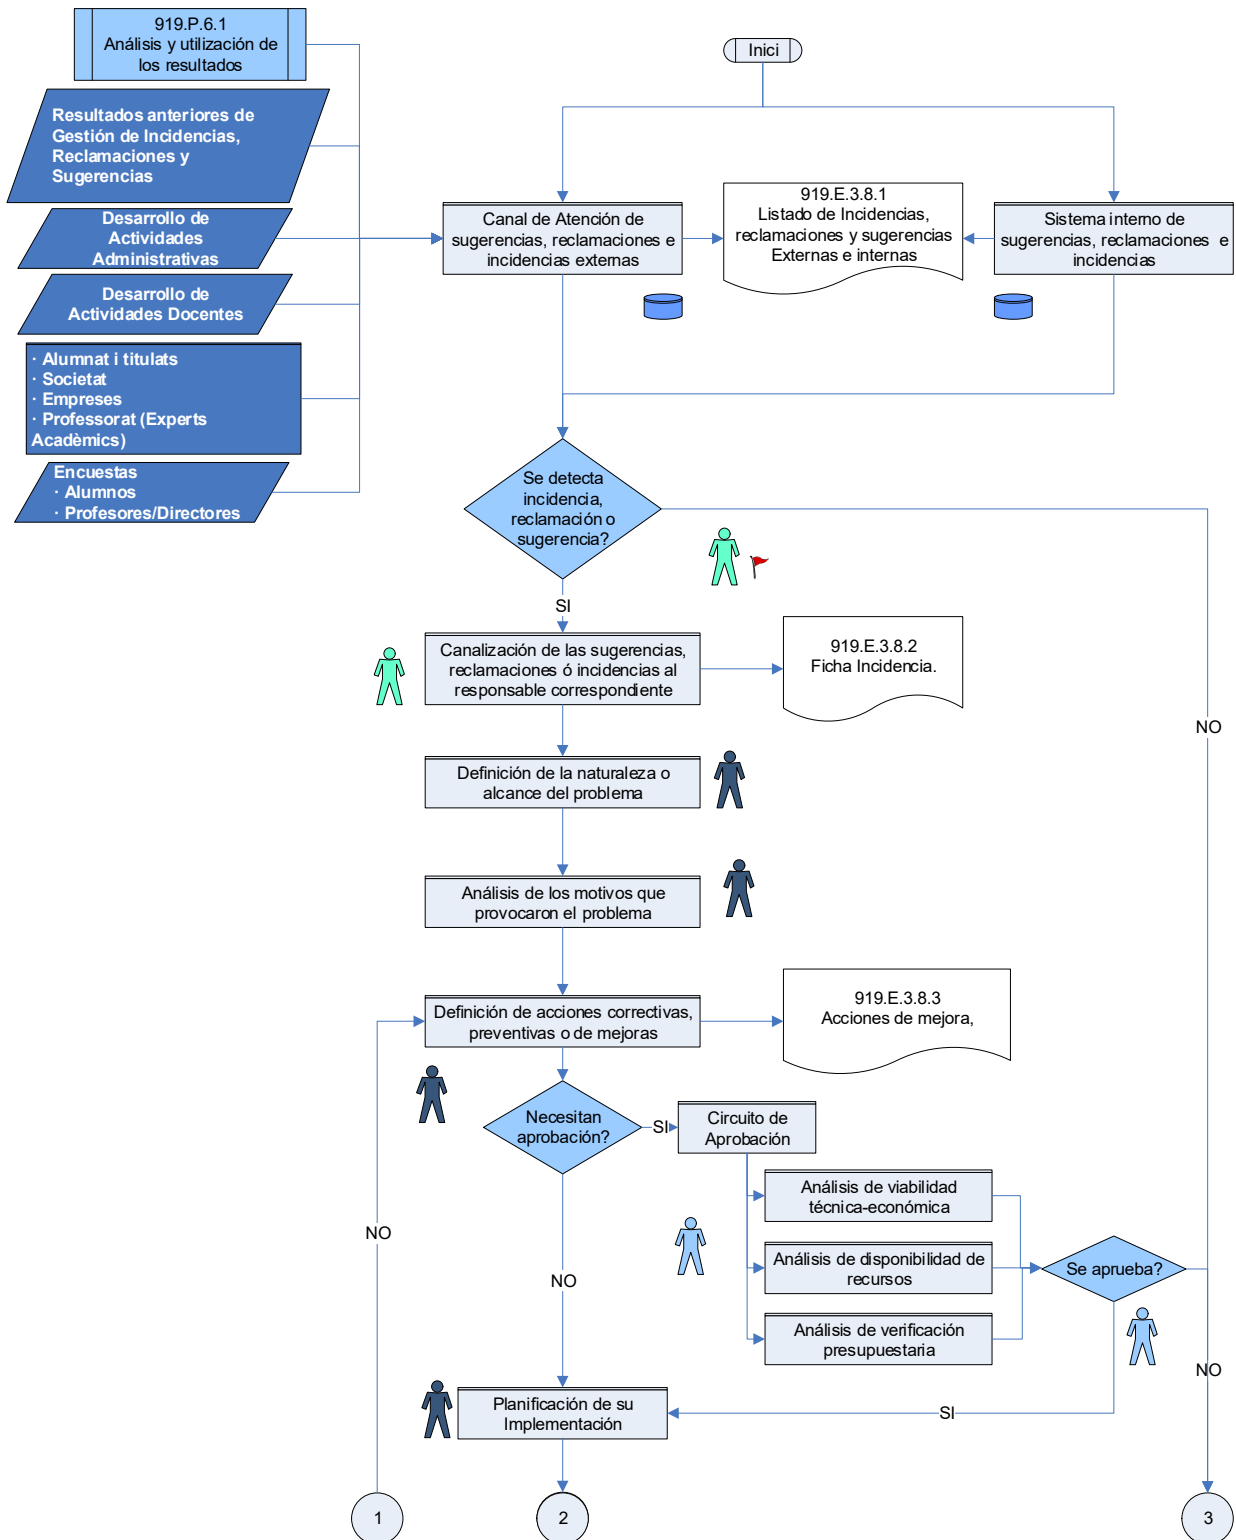 919.P.6.1
Análisis y utilización de
los resultados
Inici
Resultados anteriores de
Gestión de Incidencias,
Reclamaciones y
Sugerencias
Desarrollo de
Actividades
Administrativas
Desarrollo de
Actividades Docentes
· Alumnat i titulats
· Societat
· Empreses
· Professorat (Experts
Acadèmics)
Encuestas
· Alumnos
· Profesores/Directores
Canal de Atención de
sugerencias, reclamaciones e
incidencias externas
919.E.3.8.1
Listado de Incidencias,
reclamaciones y sugerencias
Externas e internas
Sistema interno de
sugerencias, reclamaciones e
incidencias
Se detecta
incidencia,
reclamación o
sugerencia?
SI
Canalización de las sugerencias,
reclamaciones ó incidencias al
responsable correspondiente
919.E.3.8.2
Ficha Incidencia.
NO
Definición de la naturaleza o
alcance del problema
Análisis de los motivos que
provocaron el problema
Definición de acciones correctivas,
preventivas o de mejoras
919.E.3.8.3
Acciones de mejora,
Necesitan
aprobación?
SI
Circuito de
Aprobación
Análisis de viabilidad
técnica-económica
Análisis de disponibilidad de
recursos
Análisis de verificación
presupuestaria
Se aprueba?
NO
NO
NO
SI
Planificación de su
Implementación
1
2
3